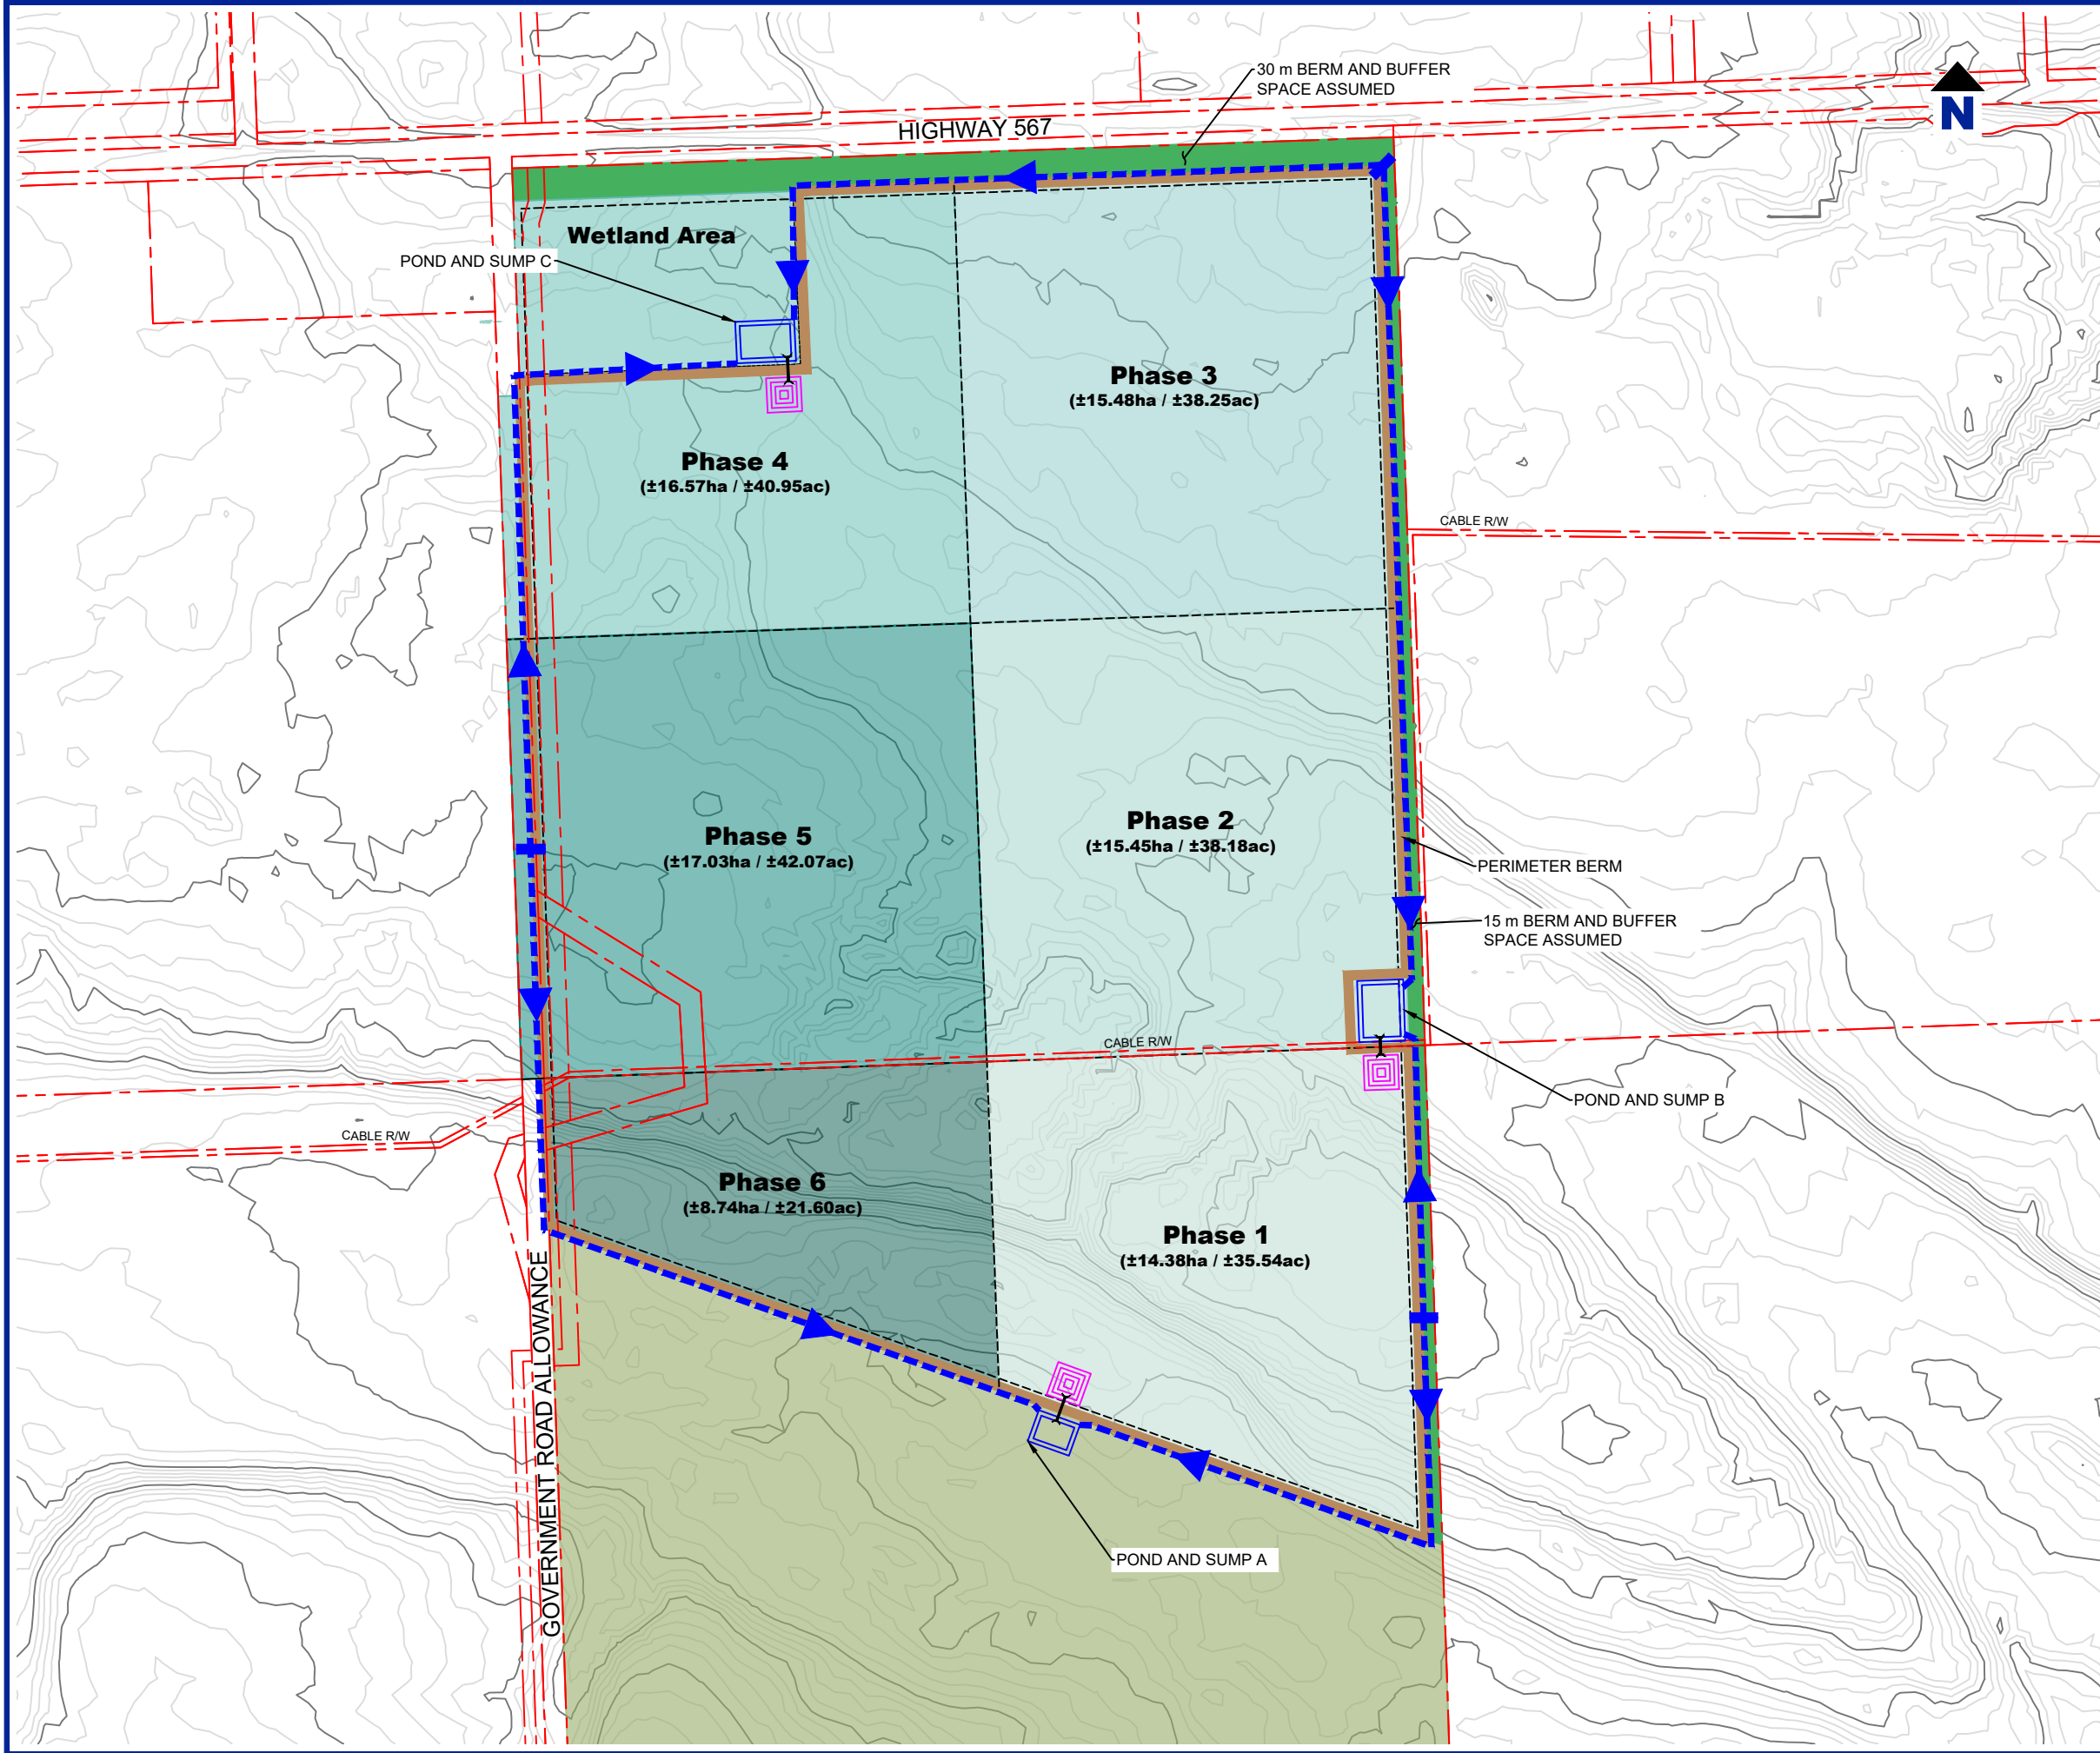 30 m BERM AND BUFFER
SPACE ASSUMED
N
HIGHWAY 567
Wetland Area
POND AND SUMP C
Phase 3
(±15.48ha / ±38.25ac)
Phase 4
(±16.57ha / ±40.95ac)
CABLE R/W
Phase 2
(±15.45ha / ±38.18ac)
Phase 5
(±17.03ha / ±42.07ac)
PERIMETER BERM
15 m BERM AND BUFFER
SPACE ASSUMED
CABLE R/W
POND AND SUMP B
CABLE R/W
Phase 6
(±8.74ha / ±21.60ac)
Phase 1
(±14.38ha / ±35.54ac)
GOVERNMENT ROAD ALLOWANCE
POND AND SUMP A